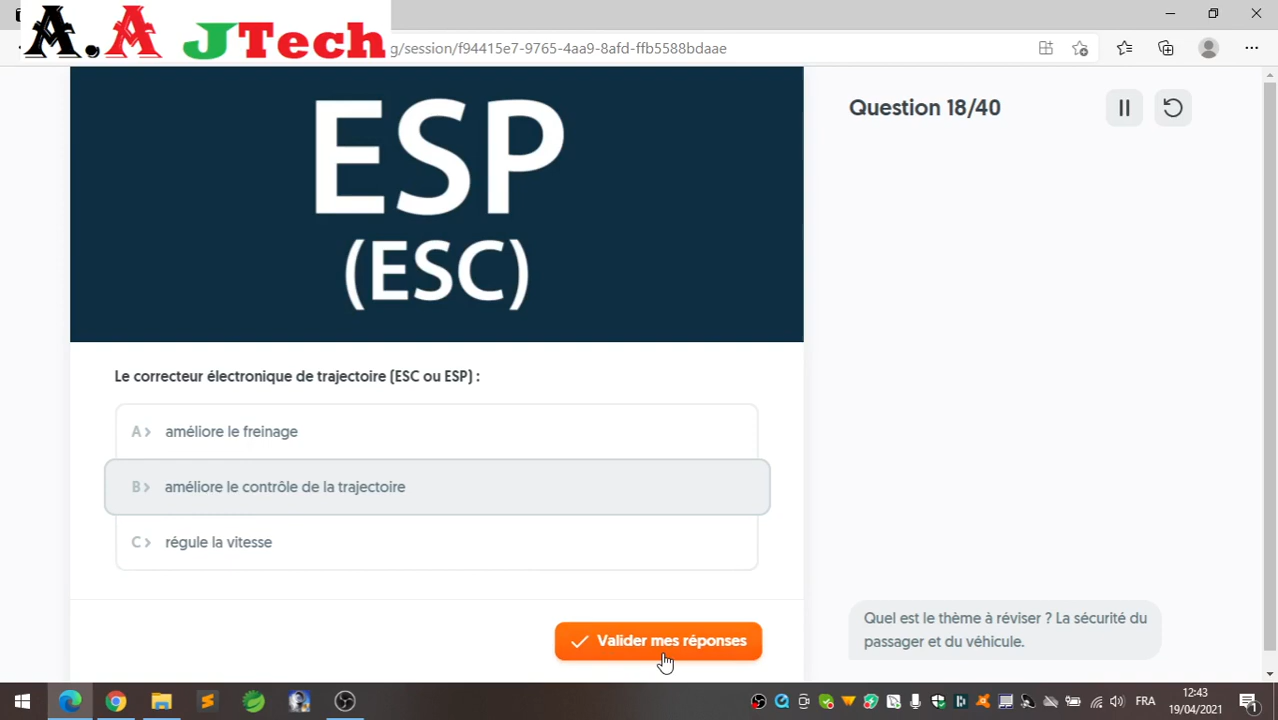 A.A JTech
g/session/f94415e7-9765-4aa9-8afd-ffb5588bdaae
ESP
(ESC)
Question 18/40
Le correcteur électronique de trajectoire (ESC ou ESP) :
A > améliore le freinage
B > améliore le contrôle de la trajectoire
C > régule la vitesse
Valider mes réponses
Quel est le thème à réviser ? La sécurité du
passager et du véhicule.
FRA
12:43
19/04/2021
1